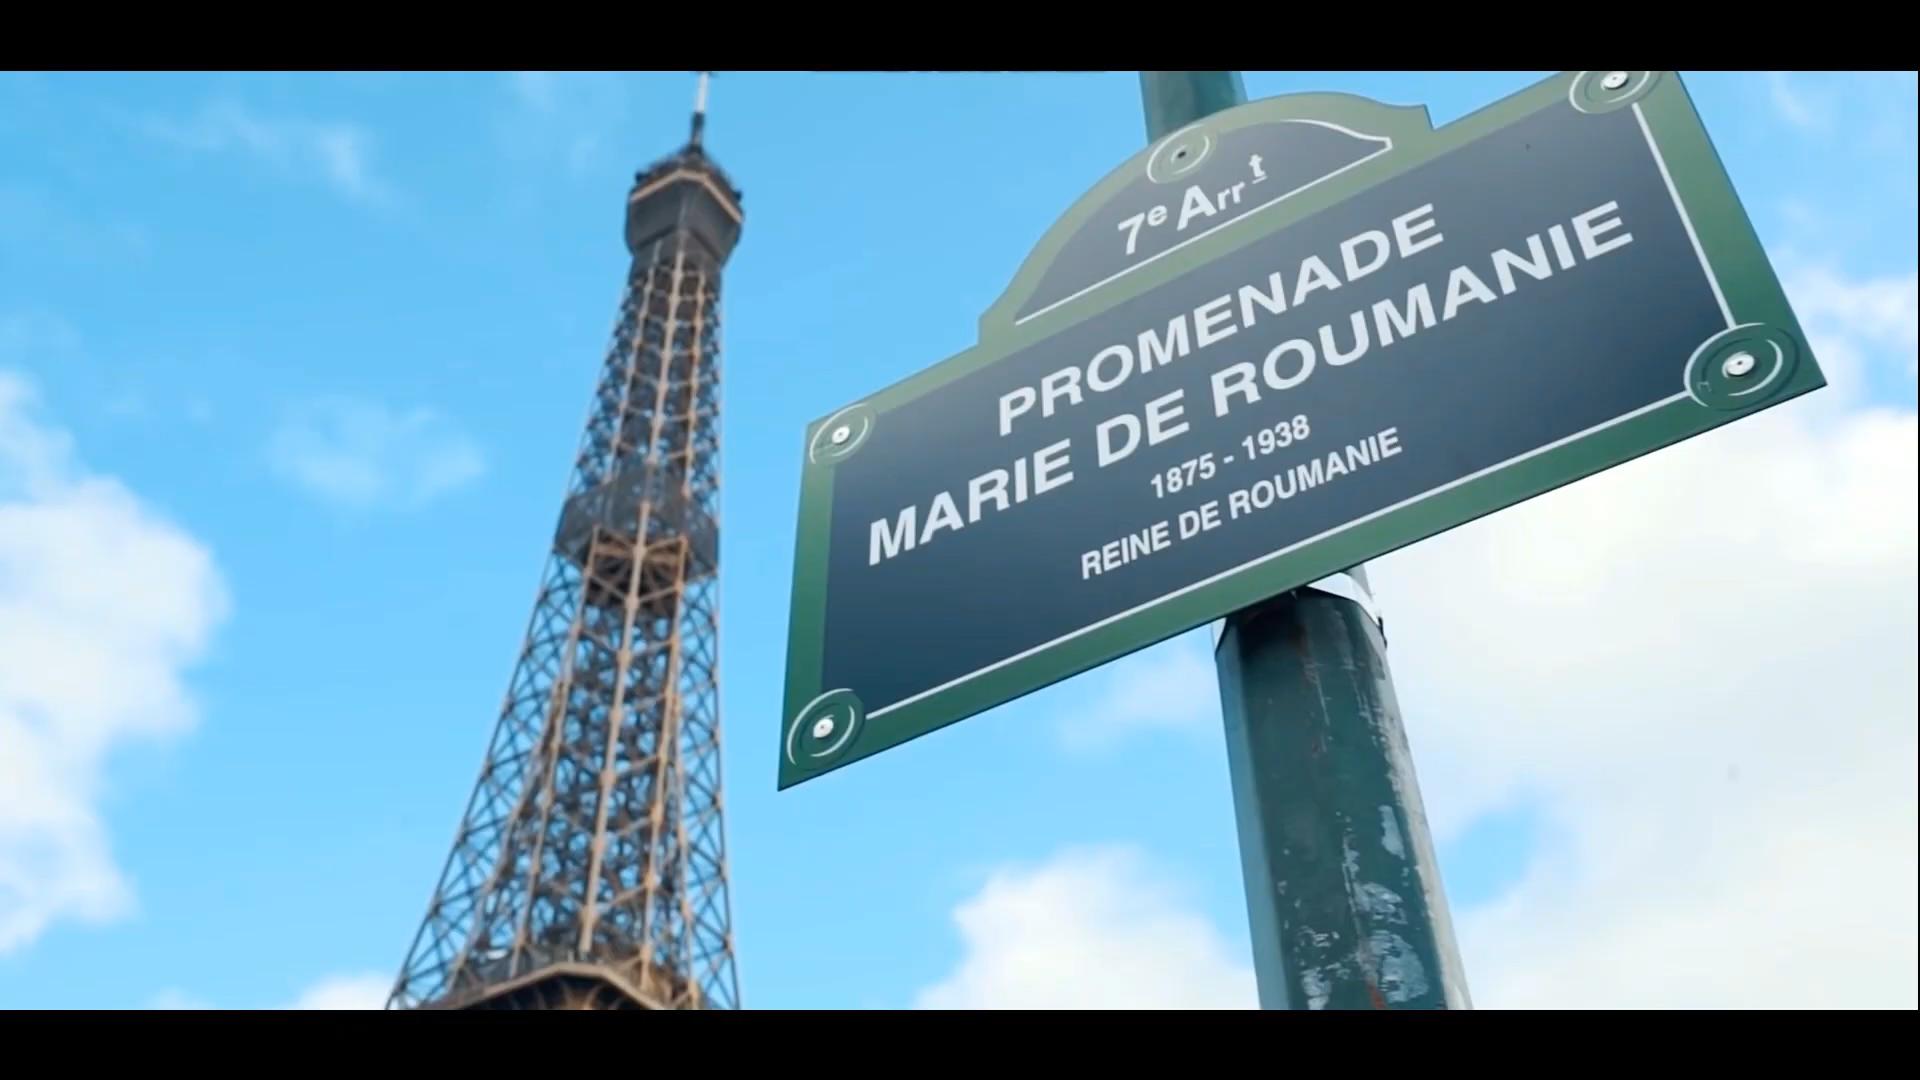 7e Arrt
PROMENADE
MARIE DE ROUMANIE
1875 - 1938
REINE DE ROUMANIE